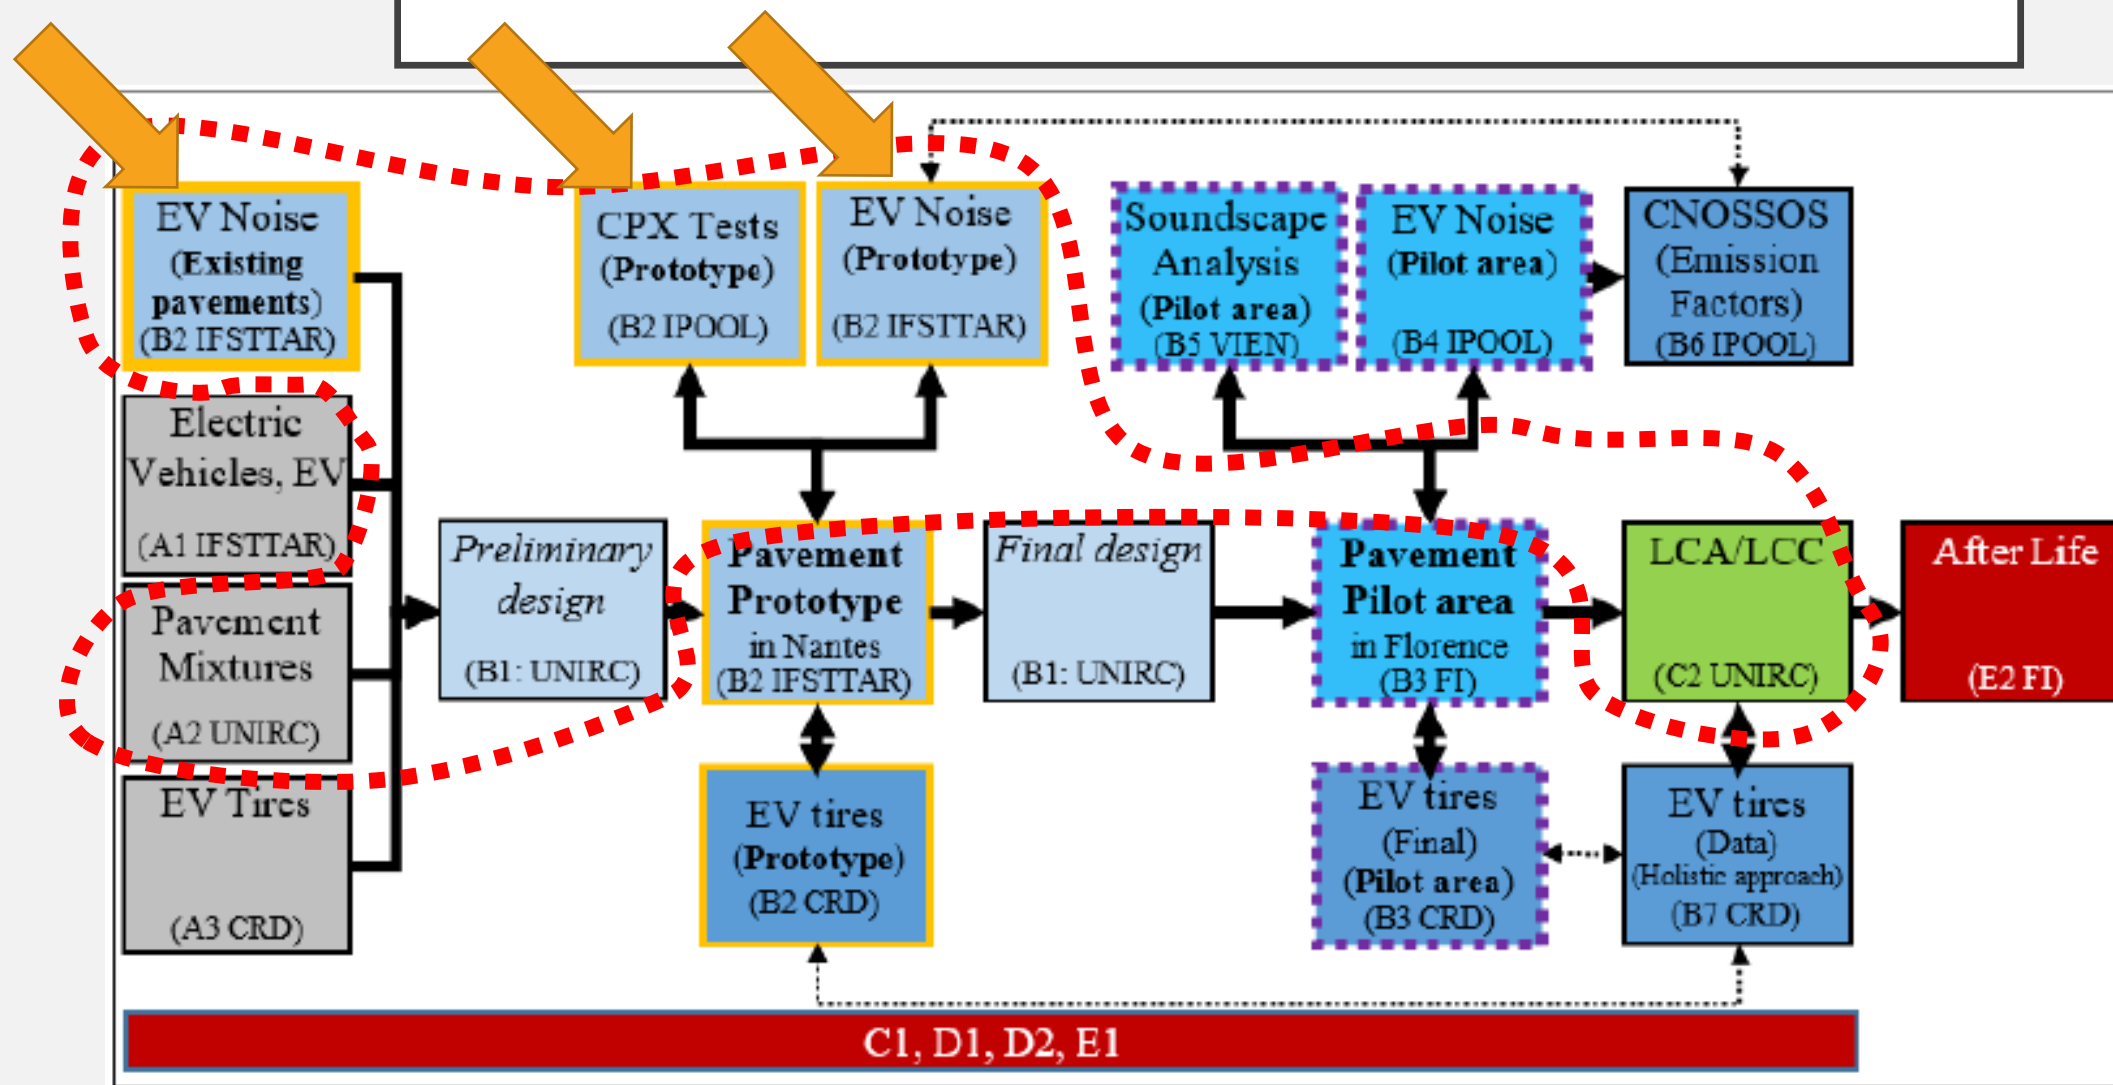 EV Noise
(Existing
pavements)
(B2 IFSTTAR)
CPX Tests
(Prototype)
(B2 IPOOL)
EV Noise
(Prototype)
(B2 IFSTTAR)
Soundscape
Analysis
(Pilot area)
(B5 VIEN)
EV Noise
(Pilot area)
(B4 IPOOL)
CNOSSOS
(Emission
Factors)
(B6 IPOOL)
Electric
Vehicles, EV
(A1 IFSTTAR)
Pavement
Mixtures
(A2 UNIRC)
EV Tires
(A3 CRD)
Preliminary
design
(B1: UNIRC)
Pavement
Prototype
in Nantes
(B2 IFSTTAR)
Final design
(B1: UNIRC)
Pavement
Pilot area
in Florence
(B3 FI)
LCA/LCC
(C2 UNIRC)
After Life
(E2 FI)
EV tires
(Prototype)
(B2 CRD)
EV tires
(Final)
(Pilot area)
(B3 CRD)
EV tires
(Data)
(Holistic approach)
(B7 CRD)
C1, D1, D2, E1